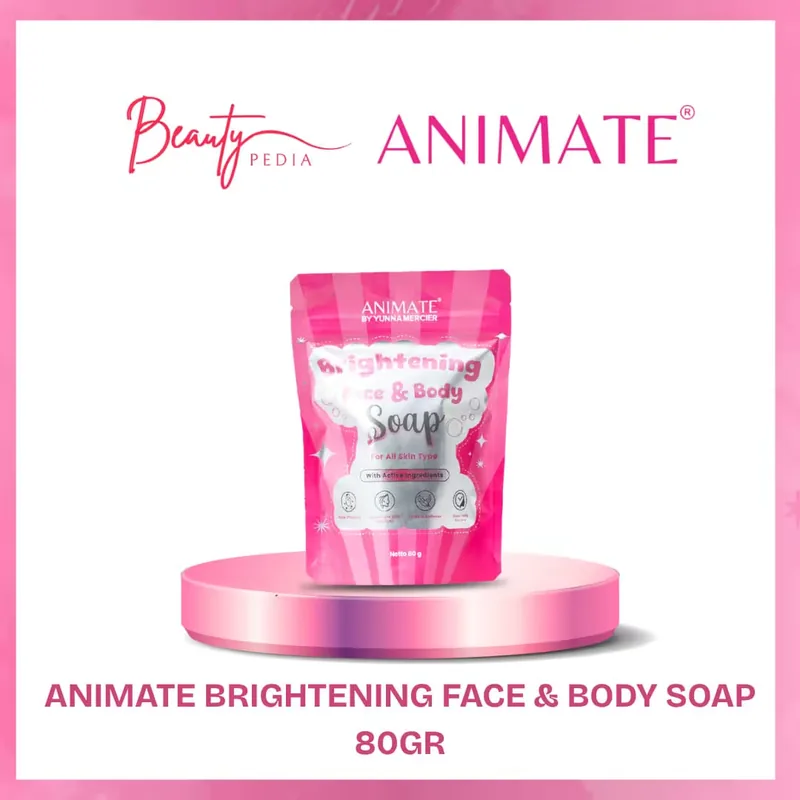 Beauty
PEDIA
ANIMATE®
ANIMATE®
BY YUNNA MERCIER
Brightening
Face & Body
Soap
For All Skin Type
With Active Ingredients
Netto 80 g
ANIMATE BRIGHTENING FACE & BODY SOAP
80GR